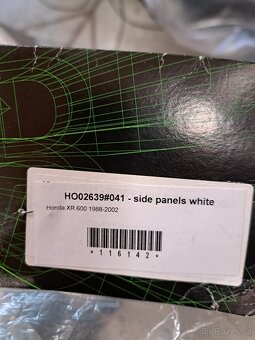 HO02639#041 - side panels white
Honda XR 600 1988-2002
*116142*